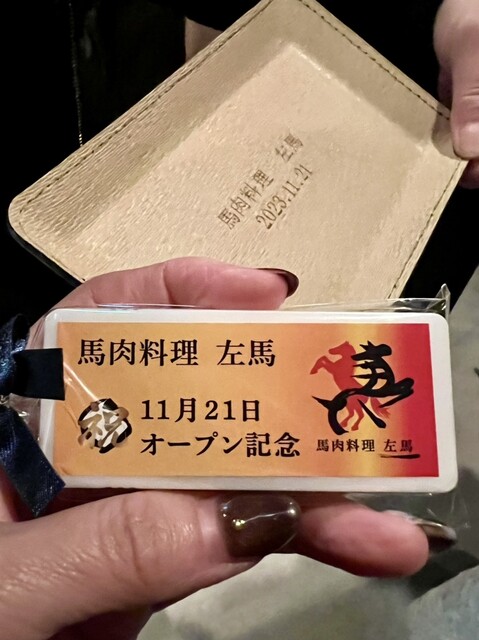 馬肉料理 左馬
2023.11.21
馬肉料理 左馬
祝
11月21日
オープン記念
馬肉料理 左馬